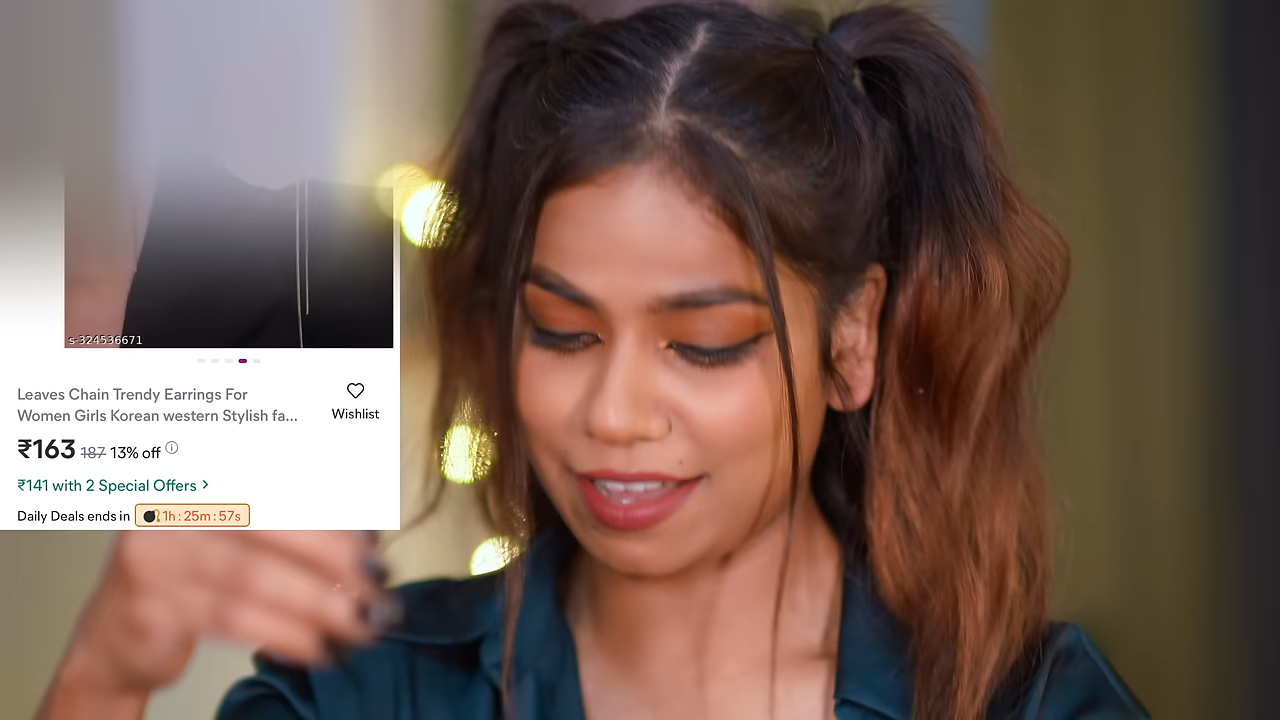 s-324536671
Leaves Chain Trendy Earrings For
Women Girls Korean western Stylish fa...
Wishlist
₹163 187 13% off
₹141 with 2 Special Offers >
Daily Deals ends in 1h : 25m : 57s